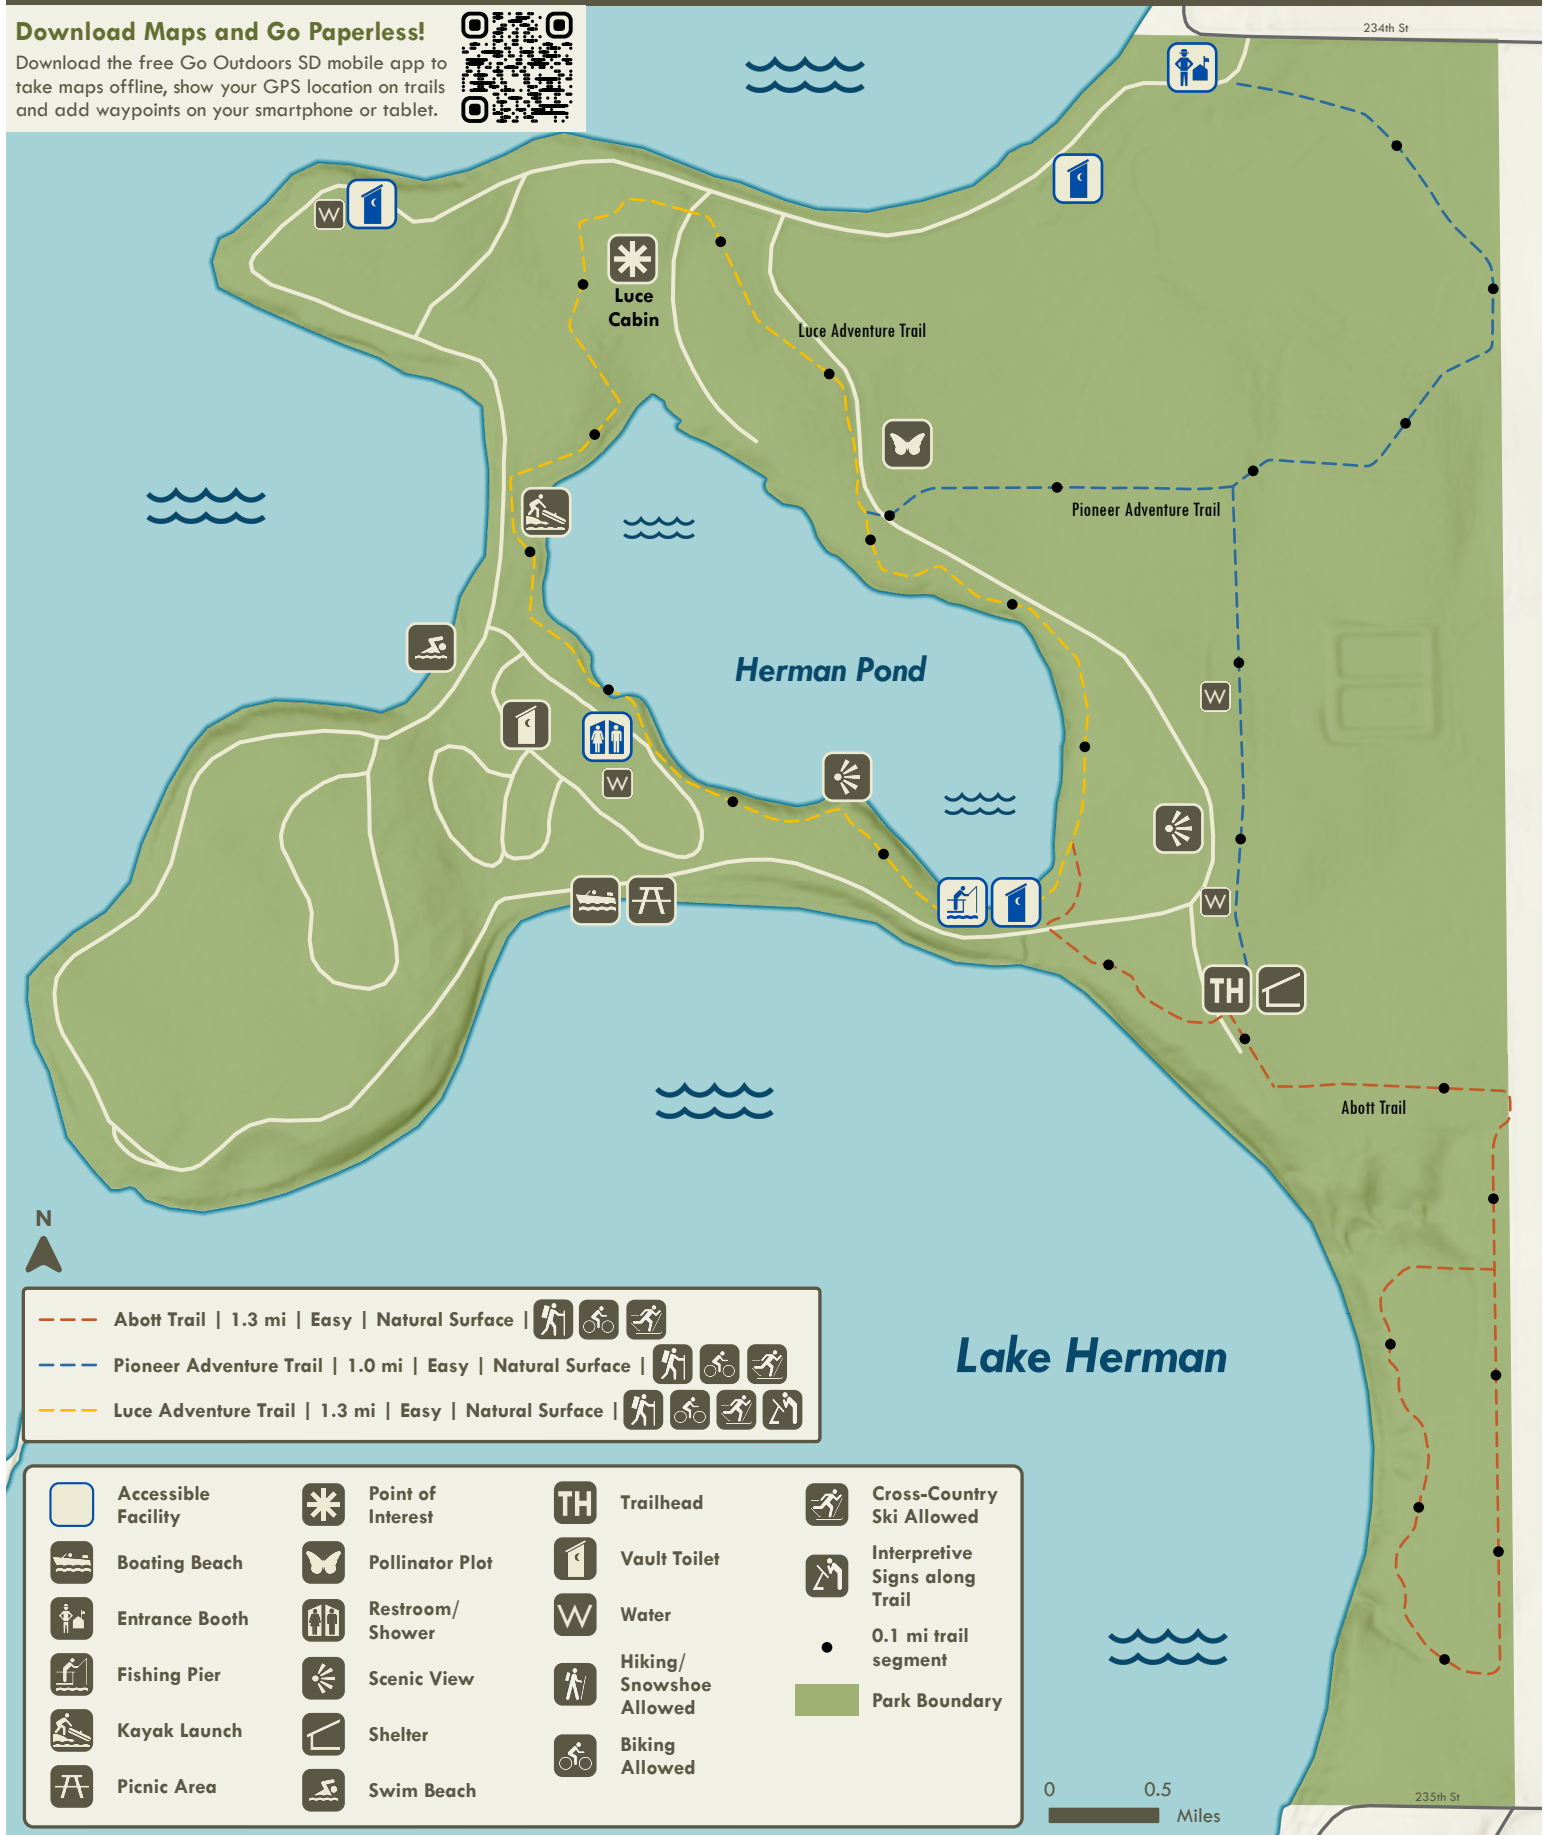 Download Maps and Go Paperless!
Download the free Go Outdoors SD mobile app to
take maps offline, show your GPS location on trails
and add waypoints on your smartphone or tablet.
234th St
W
Luce
Cabin
Luce Adventure Trail
Pioneer Adventure Trail
Herman Pond
W
W
W
TH
Abott Trail
N
Lake Herman
Abott Trail | 1.3 mi | Easy | Natural Surface |
Pioneer Adventure Trail | 1.0 mi | Easy | Natural Surface |
Luce Adventure Trail | 1.3 mi | Easy | Natural Surface |
Accessible
Facility
Boating Beach
Entrance Booth
Fishing Pier
Kayak Launch
Picnic Area
Point of
Interest
Pollinator Plot
Restroom/
Shower
Scenic View
Shelter
Swim Beach
TH Trailhead
Vault Toilet
W Water
Hiking/
Snowshoe
Allowed
Biking
Allowed
Cross-Country
Ski Allowed
Interpretive
Signs along
Trail
0.1 mi trail
segment
Park Boundary
0 0.5
Miles
235th St